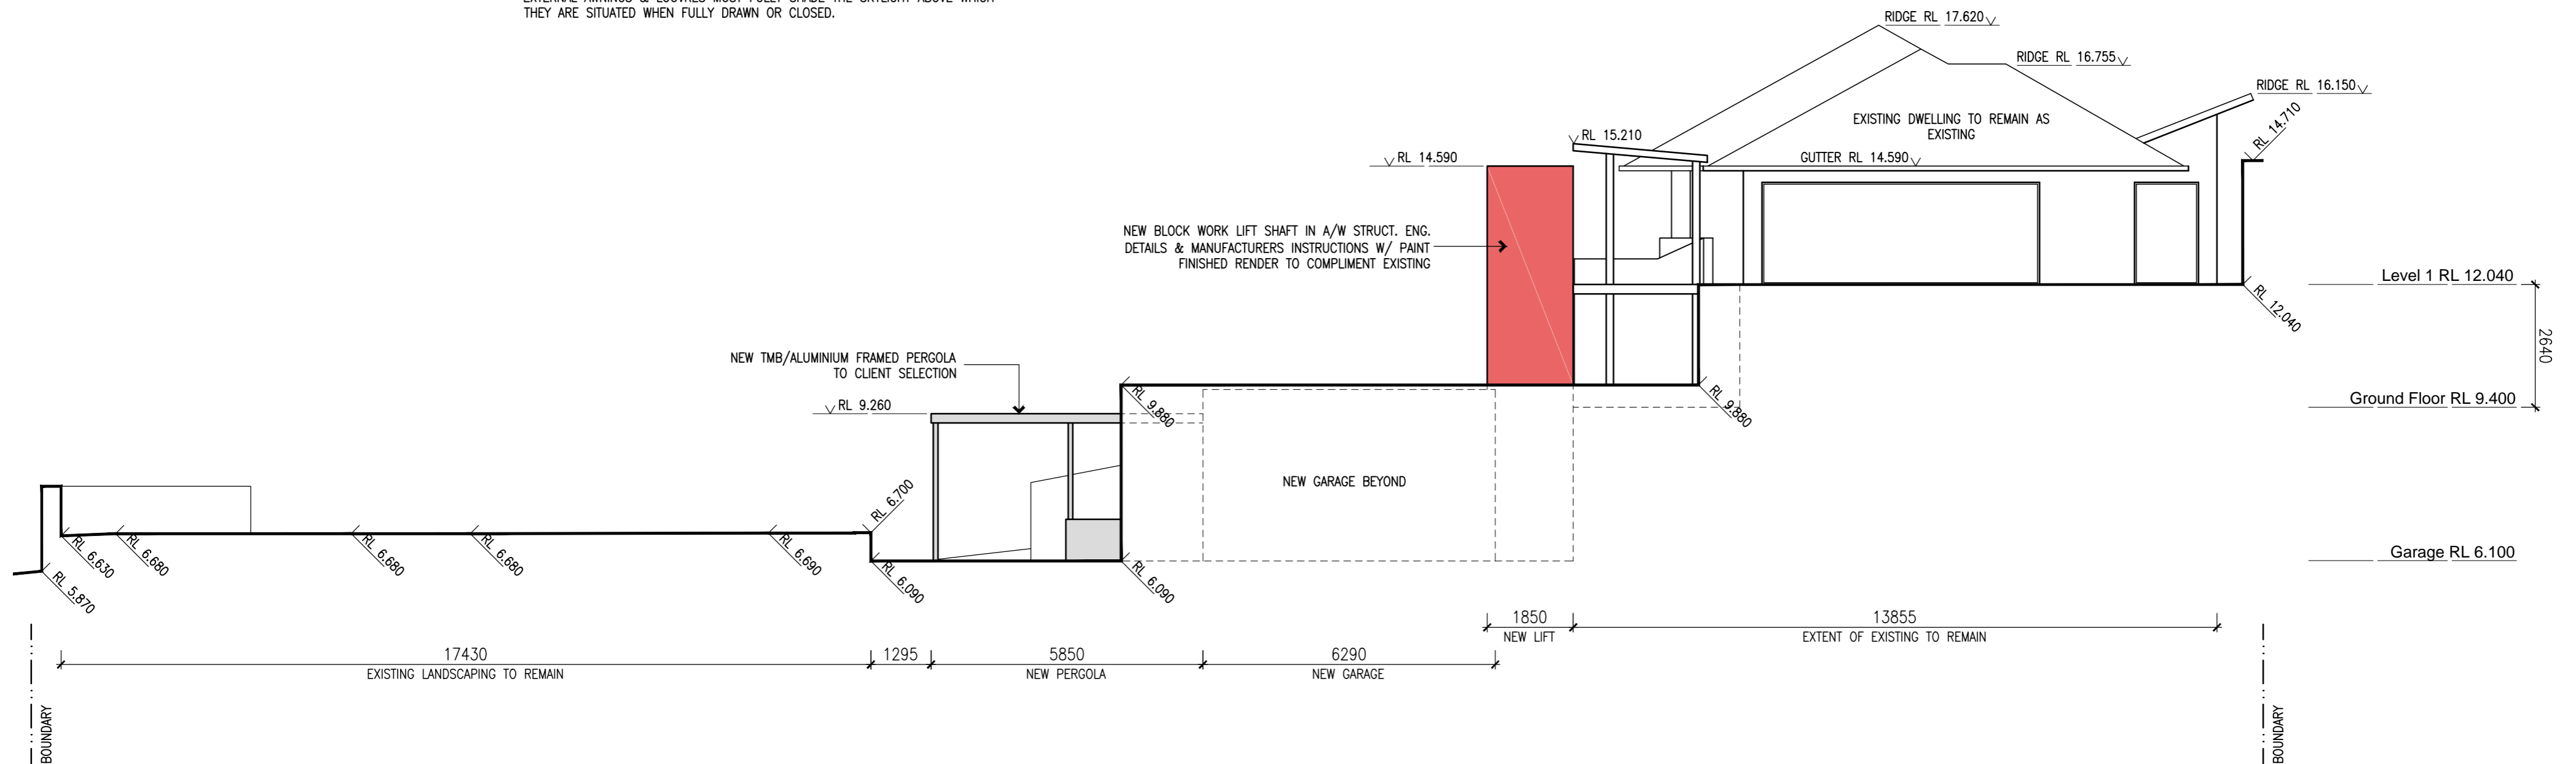 THEY ARE SITUATED WHEN FULLY DRAWN OR CLOSED.
RIDGE RL 17.620
RIDGE RL 16.755
RIDGE RL 16.150
EXISTING DWELLING TO REMAIN AS
EXISTING
RL 14.710
RL 15.210
RL 14.590
GUTTER RL 14.590
NEW BLOCK WORK LIFT SHAFT IN A/W STRUCT. ENG.
DETAILS & MANUFACTURERS INSTRUCTIONS W/ PAINT
FINISHED RENDER TO COMPLIMENT EXISTING
Level 1 RL 12.040
RL 12.040
2640
NEW TMB/ALUMINIUM FRAMED PERGOLA
TO CLIENT SELECTION
RL 9.260
RL 9.880
RL 9.880
Ground Floor RL 9.400
NEW GARAGE BEYOND
RL 6.700
RL 5.870
RL 6.630
RL 6.680
RL 6.680
RL 6.680
RL 6.690
RL 6.090
RL 6.090
Garage RL 6.100
1850
NEW LIFT
13855
EXTENT OF EXISTING TO REMAIN
17430
EXISTING LANDSCAPING TO REMAIN
1295
5850
NEW PERGOLA
6290
NEW GARAGE
BOUNDARY
BOUNDARY